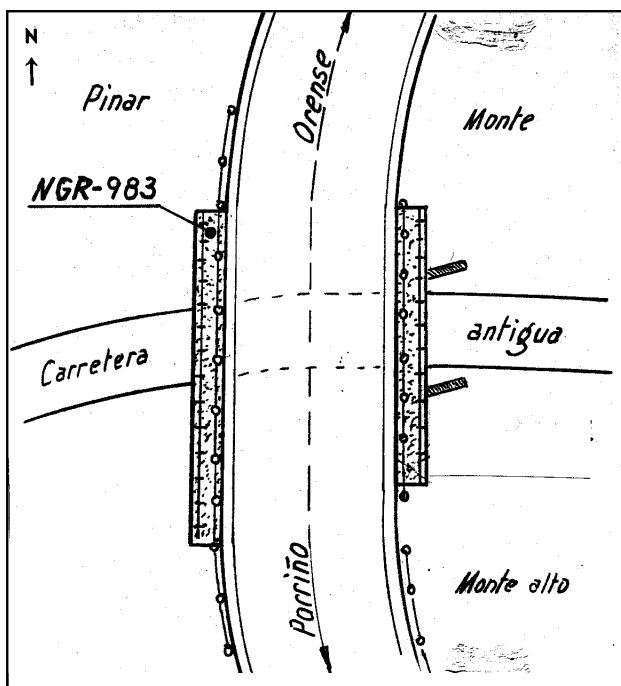 N
Pinar
Orense
Monte
NGR-983
Carretera
antigua
Porriño
Monte alto